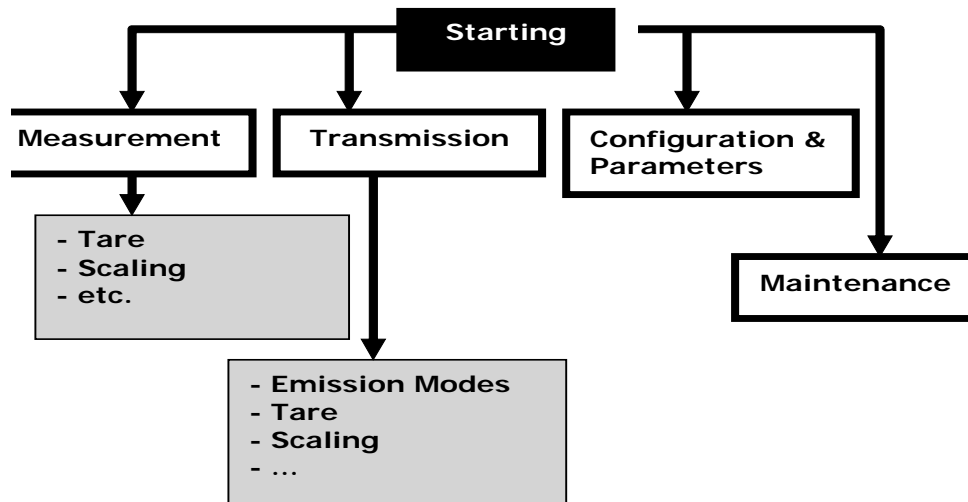 Starting
Measurement
Transmission
Configuration &
Parameters
- Tare
- Scaling
- etc.
Maintenance
- Emission Modes
- Tare
- Scaling
- ...